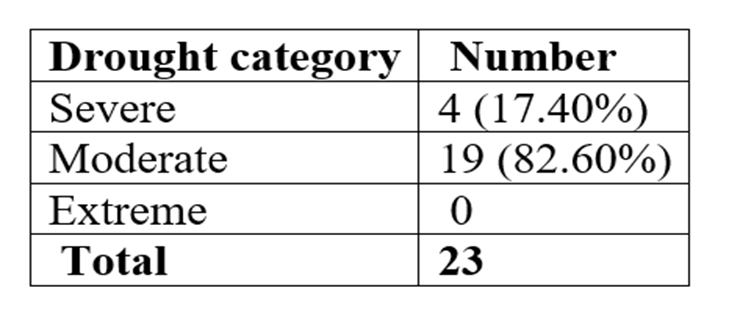 Drought category Number
Severe 4 (17.40%)
Moderate 19 (82.60%)
Extreme 0
Total 23